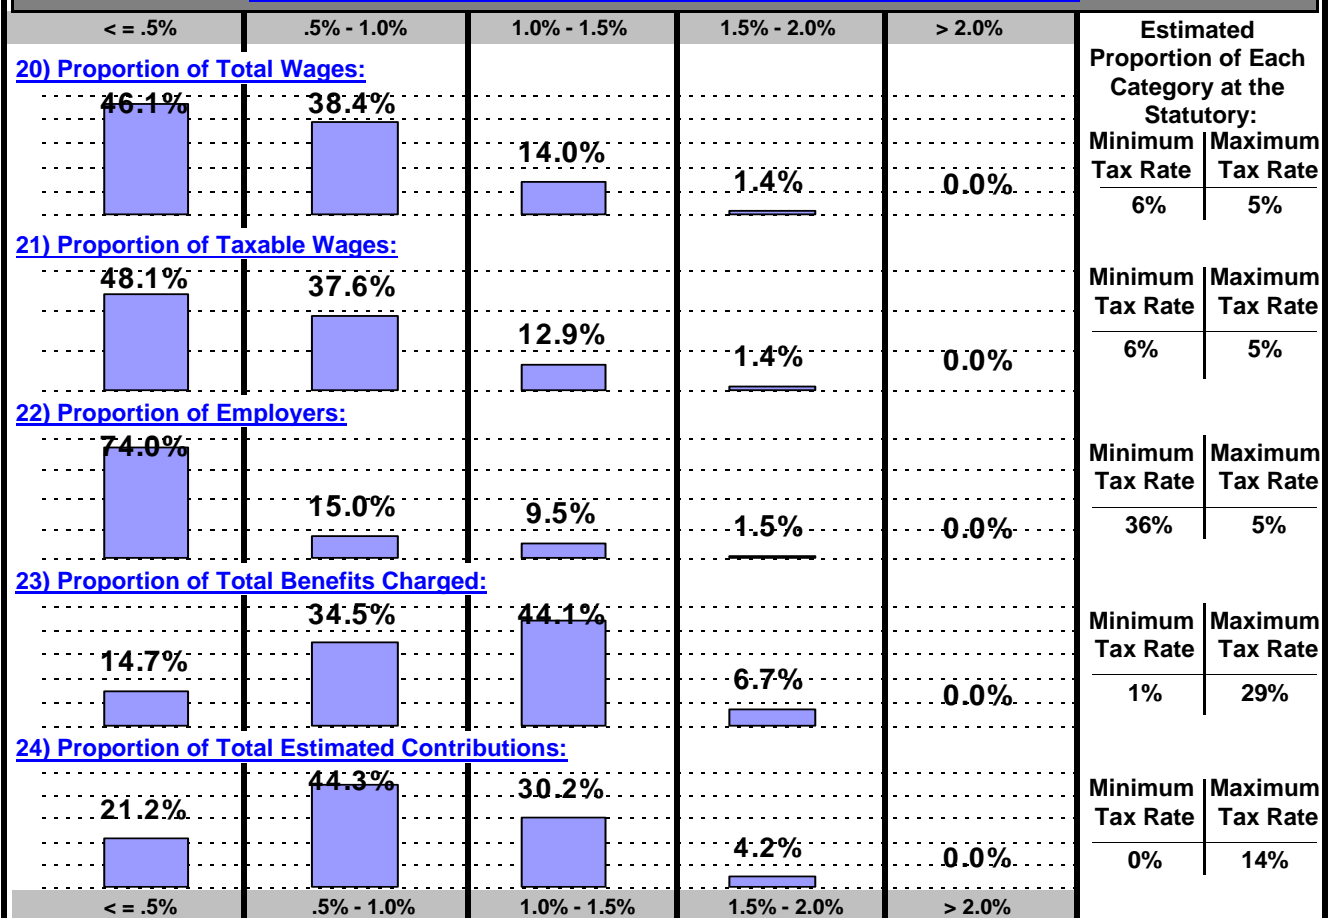 < = .5% .5% - 1.0% 1.0% - 1.5% 1.5% - 2.0% > 2.0%
Estimated
Proportion of Each
Category at the
Statutory:
20) Proportion of Total Wages:
46.1% 38.4% 14.0% 1.4% 0.0%
Minimum Maximum
Tax Rate Tax Rate
6% 5%
21) Proportion of Taxable Wages:
48.1% 37.6% 12.9% 1.4% 0.0%
Minimum Maximum
Tax Rate Tax Rate
6% 5%
22) Proportion of Employers:
74.0% 15.0% 9.5% 1.5% 0.0%
Minimum Maximum
Tax Rate Tax Rate
36% 5%
23) Proportion of Total Benefits Charged:
14.7% 34.5% 44.1% 6.7% 0.0%
Minimum Maximum
Tax Rate Tax Rate
1% 29%
24) Proportion of Total Estimated Contributions:
21.2% 44.3% 30.2% 4.2% 0.0%
Minimum Maximum
Tax Rate Tax Rate
0% 14%
< = .5% .5% - 1.0% 1.0% - 1.5% 1.5% - 2.0% > 2.0%